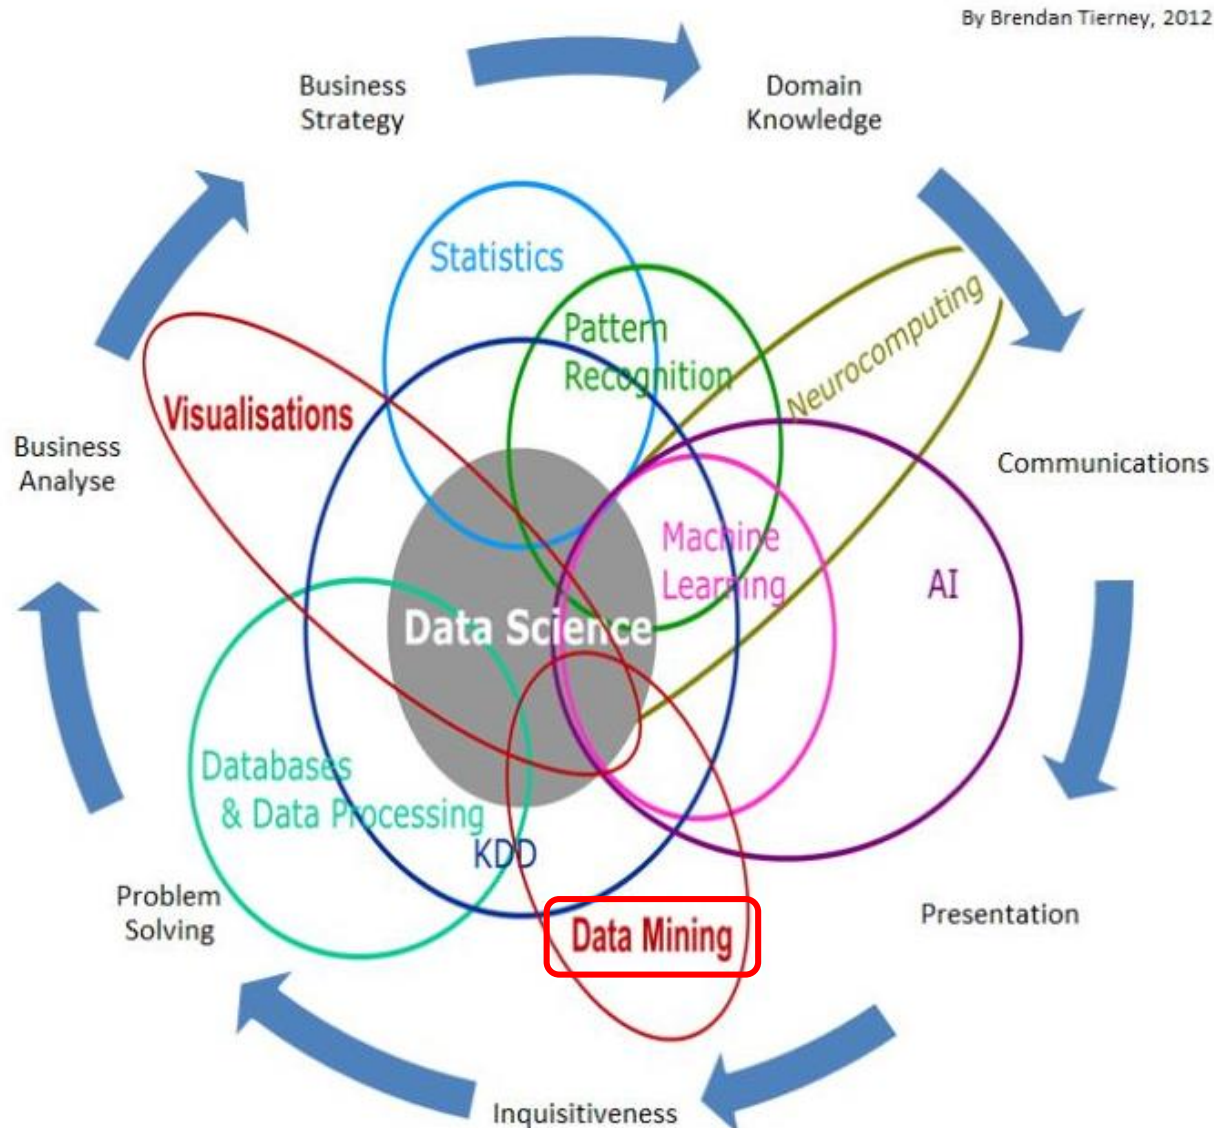 By Brendan Tierney, 2012
Business
Strategy
Domain
Knowledge
Statistics
Pattern
Recognition
Neurocomputing
Visualisations
Business
Analyse
Communications
Machine
Learning
AI
Data Science
Databases
& Data Processing
KDD
Problem
Solving
Data Mining
Presentation
Inquisitiveness